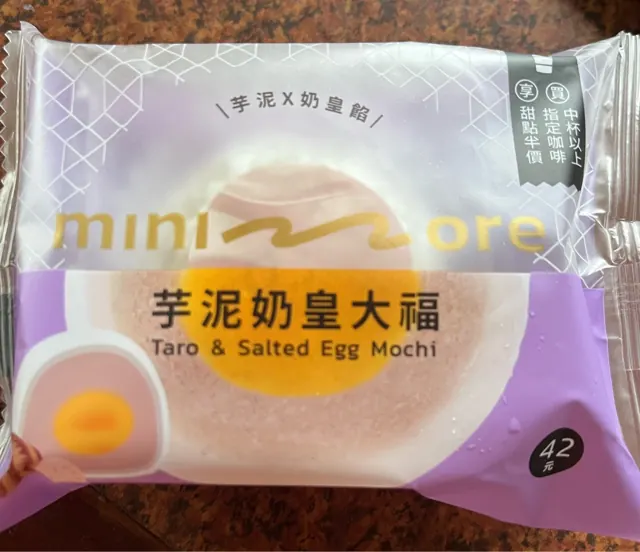 \芋泥X奶皇餡/
買 中杯以上
指定咖啡
享 甜點半價
mini more
芋泥奶皇大福
Taro & Salted Egg Mochi
42
元